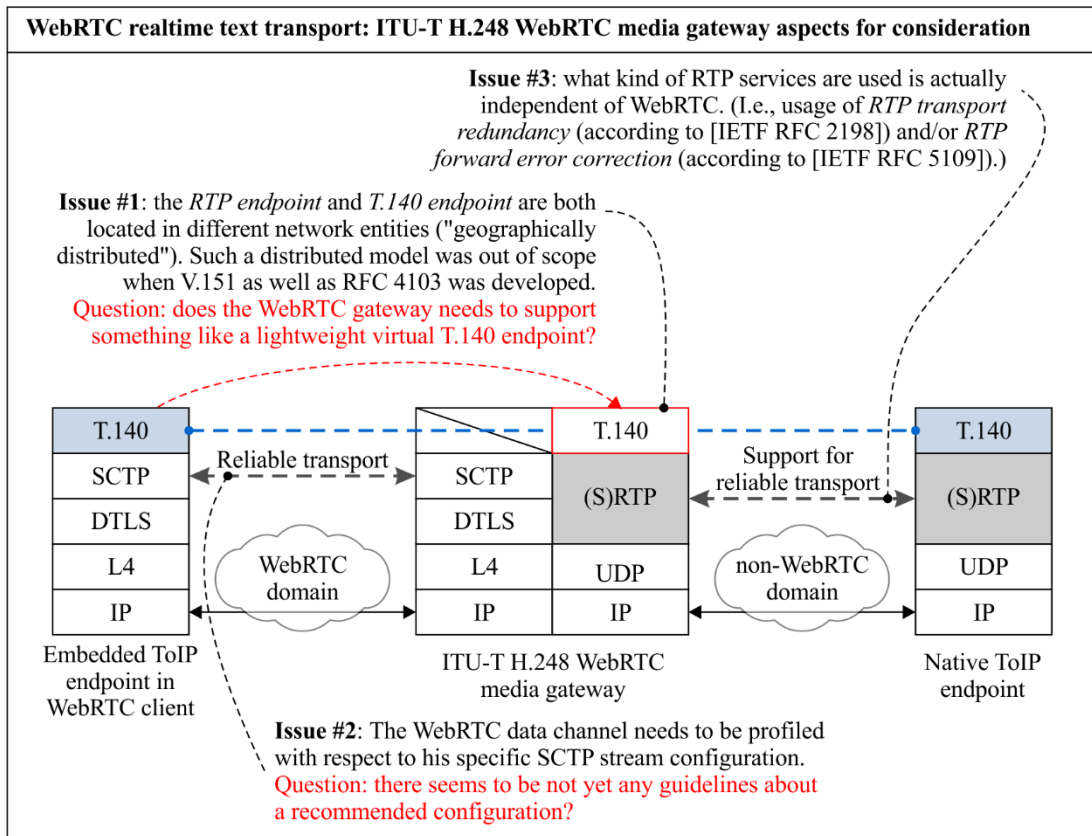 WebRTC realtime text transport: ITU-T H.248 WebRTC media gateway aspects for consideration
Issue #3: what kind of RTP services are used is actually
independent of WebRTC. (I.e., usage of RTP transport
redundancy (according to [IETF RFC 2198]) and/or RTP
forward error correction (according to [IETF RFC 5109]).)
Issue #1: the RTP endpoint and T.140 endpoint are both
located in different network entities ("geographically
distributed"). Such a distributed model was out of scope
when V.151 as well as RFC 4103 was developed.
Question: does the WebRTC gateway needs to support
something like a lightweight virtual T.140 endpoint?
T.140
SCTP
DTLS
L4
IP
Embedded ToIP
endpoint in
WebRTC client
Reliable transport
WebRTC
domain
SCTP
DTLS
L4
IP
T.140
(S)RTP
UDP
IP
ITU-T H.248 WebRTC
media gateway
Support for
reliable transport
non-WebRTC
domain
T.140
(S)RTP
UDP
IP
Native ToIP
endpoint
Issue #2: The WebRTC data channel needs to be profiled
with respect to his specific SCTP stream configuration.
Question: there seems to be not yet any guidelines about
a recommended configuration?